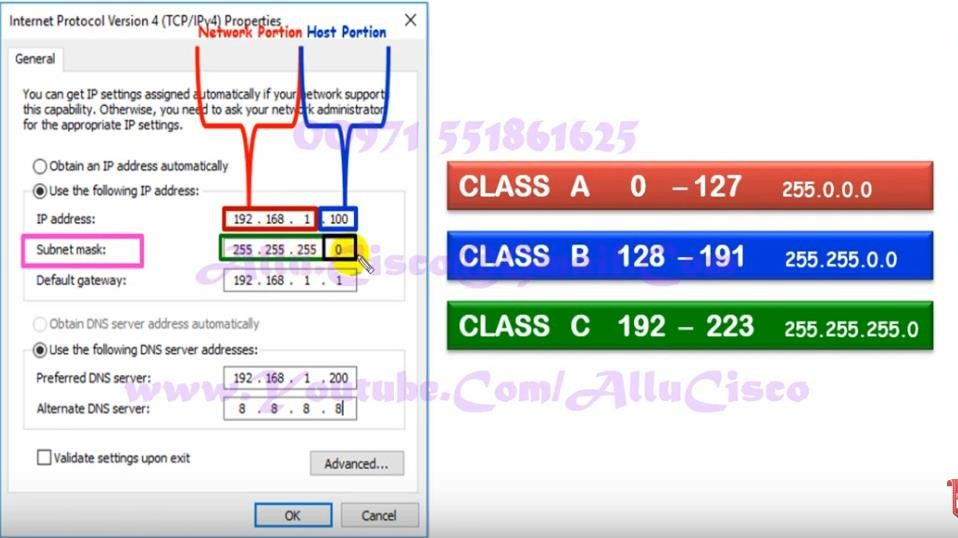 Internet Protocol Version 4 (TCP/IPv4) Properties
Network Portion Host Portion
General
You can get IP settings assigned automatically if your network supports
this capability. Otherwise, you need to ask your network administrator
for the appropriate IP settings.
00971 551861625
Obtain an IP address automatically
Use the following IP address:
IP address: 192 . 168 . 1 . 100
Subnet mask: 255 . 255 . 255 . 0
Default gateway: 192 . 168 . 1 . 1
Obtain DNS server address automatically
Use the following DNS server addresses:
Preferred DNS server: 192 . 168 . 1 . 200
Alternate DNS server: 8 . 8 . 8 . 8
www.Youtube.Com/AlluCisco
Validate settings upon exit
Advanced...
OK Cancel
CLASS A 0 – 127 255.0.0.0
CLASS B 128 – 191 255.255.0.0
CLASS C 192 – 223 255.255.255.0